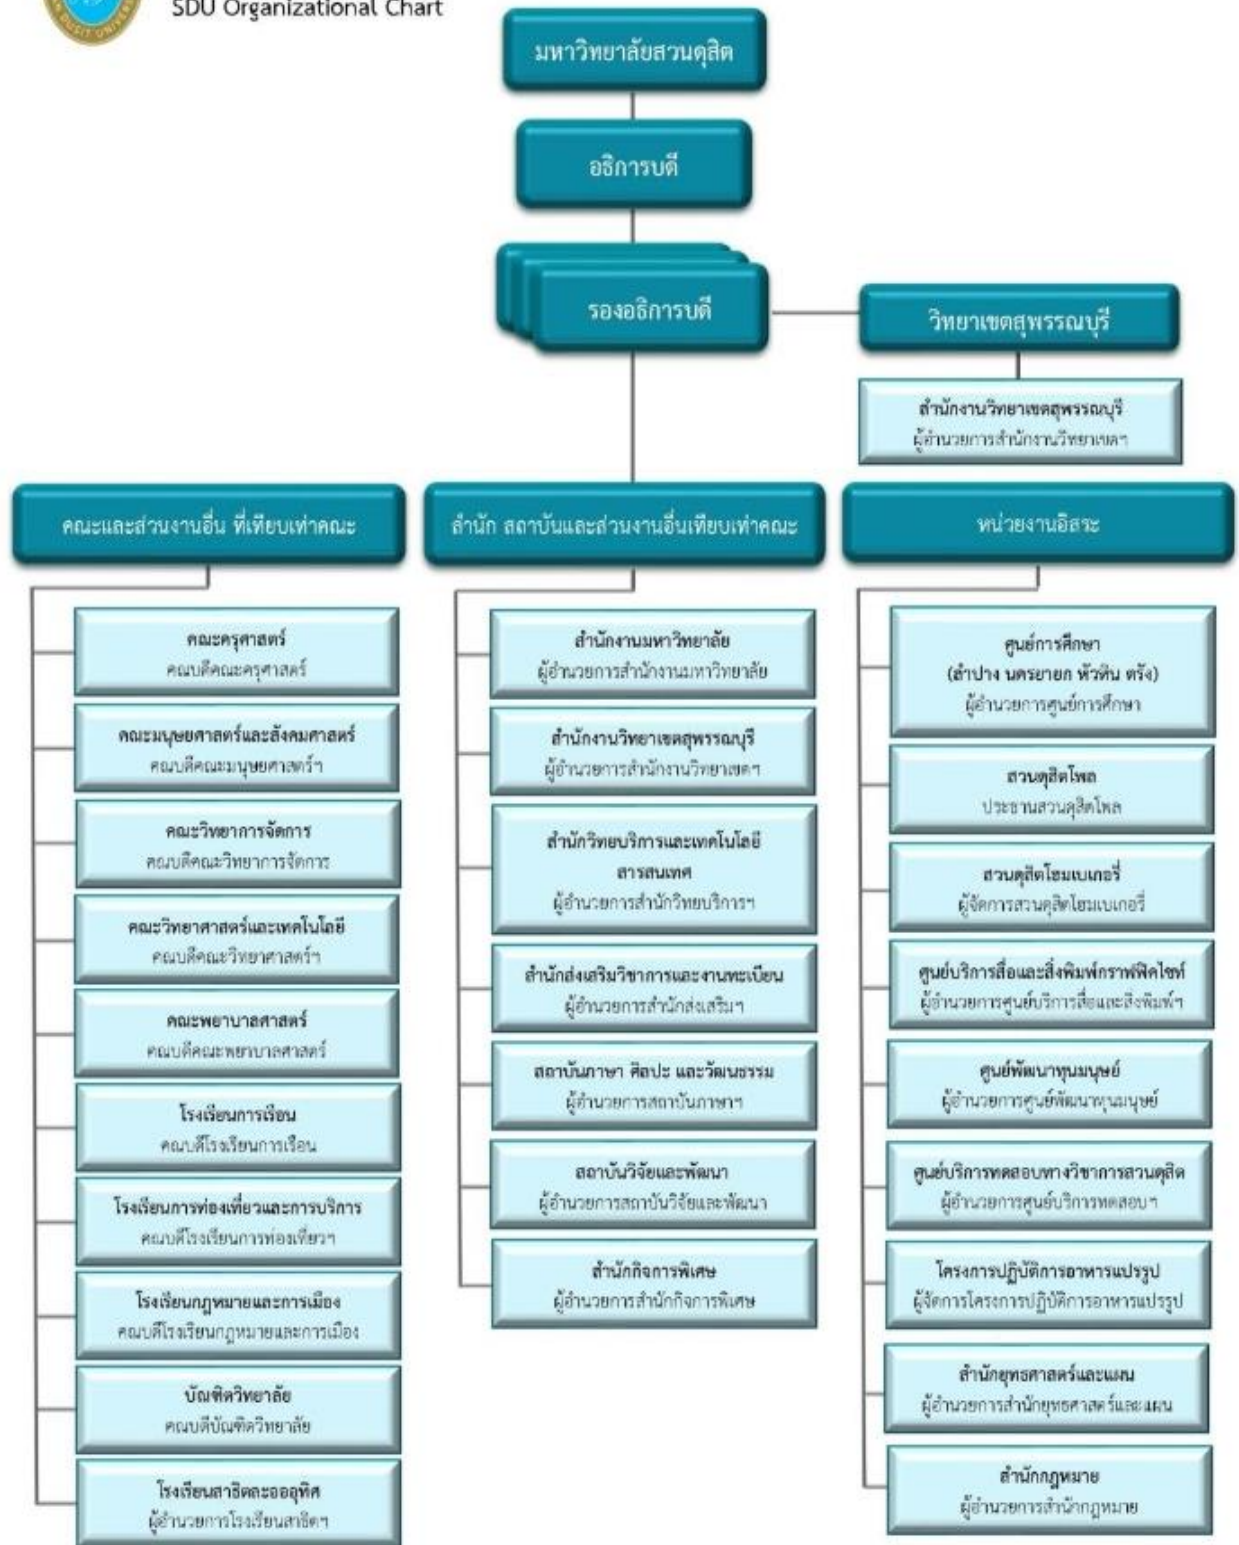 SDU Organizational Chart
มหาวิทยาลัยสวนดุสิต
อธิการบดี
รองอธิการบดี
วิทยาเขตสุพรรณบุรี
สำนักงานวิทยาเขตสุพรรณบุรี
ผู้อำนวยการสำนักงานวิทยาเขตฯ
คณะและส่วนงานอื่น ที่เทียบเท่าคณะ
คณะครุศาสตร์
คณบดีคณะครุศาสตร์
คณะมนุษยศาสตร์และสังคมศาสตร์
คณบดีคณะมนุษยศาสตร์ฯ
คณะวิทยาการจัดการ
คณบดีคณะวิทยาการจัดการ
คณะวิทยาศาสตร์และเทคโนโลยี
คณบดีคณะวิทยาศาสตร์ฯ
คณะพยาบาลศาสตร์
คณบดีคณะพยาบาลศาสตร์
โรงเรียนการเรือน
คณบดีโรงเรียนการเรือน
โรงเรียนการท่องเที่ยวและการบริการ
คณบดีโรงเรียนการท่องเที่ยวฯ
โรงเรียนกฎหมายและการเมือง
คณบดีโรงเรียนกฎหมายและการเมือง
บัณฑิตวิทยาลัย
คณบดีบัณฑิตวิทยาลัย
โรงเรียนสาธิตละอออุทิศ
ผู้อำนวยการโรงเรียนสาธิตฯ
สำนัก สถาบันและส่วนงานอื่นเทียบเท่าคณะ
สำนักงานมหาวิทยาลัย
ผู้อำนวยการสำนักงานมหาวิทยาลัย
สำนักงานวิทยาเขตสุพรรณบุรี
ผู้อำนวยการสำนักงานวิทยาเขตฯ
สำนักวิทยบริการและเทคโนโลยี
สารสนเทศ
ผู้อำนวยการสำนักวิทยบริการฯ
สำนักส่งเสริมวิชาการและงานทะเบียน
ผู้อำนวยการสำนักส่งเสริมฯ
สถาบันภาษา ศิลปะ และวัฒนธรรม
ผู้อำนวยการสถาบันภาษาฯ
สถาบันวิจัยและพัฒนา
ผู้อำนวยการสถาบันวิจัยและพัฒนา
สำนักกิจการพิเศษ
ผู้อำนวยการสำนักกิจการพิเศษ
หน่วยงานอิสระ
ศูนย์การศึกษา
(ลำปาง นครนายก หัวหิน ตรัง)
ผู้อำนวยการศูนย์การศึกษา
สวนดุสิตโพล
ประธานสวนดุสิตโพล
สวนดุสิตโฮมเบเกอรี่
ผู้จัดการสวนดุสิตโฮมเบเกอรี่
ศูนย์บริการสื่อและสิ่งพิมพ์กราฟฟิคไซท์
ผู้อำนวยการศูนย์บริการสื่อและสิ่งพิมพ์ฯ
ศูนย์พัฒนาทุนมนุษย์
ผู้อำนวยการศูนย์พัฒนาทุนมนุษย์
ศูนย์บริการทดสอบทางวิชาการสวนดุสิต
ผู้อำนวยการศูนย์บริการทดสอบฯ
โครงการปฏิบัติการอาหารแปรรูป
ผู้จัดการโครงการปฏิบัติการอาหารแปรรูป
สำนักยุทธศาสตร์และแผน
ผู้อำนวยการสำนักยุทธศาสตร์และแผน
สำนักกฎหมาย
ผู้อำนวยการสำนักกฎหมาย